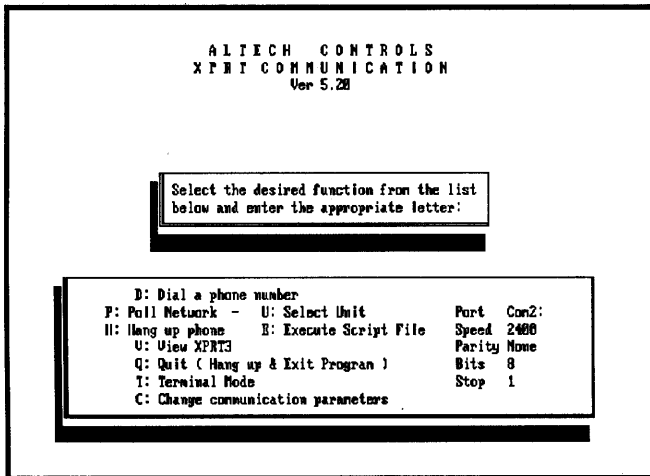 ALTECH CONTROLS
XPRT COMMUNICATION
Ver 5.20
Select the desired function from the list
below and enter the appropriate letter:
D: Dial a phone number
P: Poll Network - U: Select Unit Port Com2:
H: Hang up phone E: Execute Script File Speed 2400
V: View XPRT3 Parity None
Q: Quit ( Hang up & Exit Program ) Bits 8
T: Terminal Mode Stop 1
C: Change communication parameters